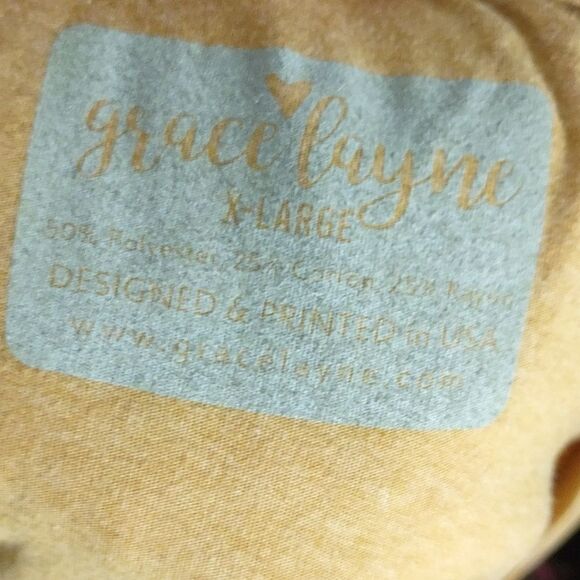 grace layne
X-LARGE
50% Polyester, 25% Cotton, 25% Rayon
DESIGNED & PRINTED in USA
www.gracelayne.com